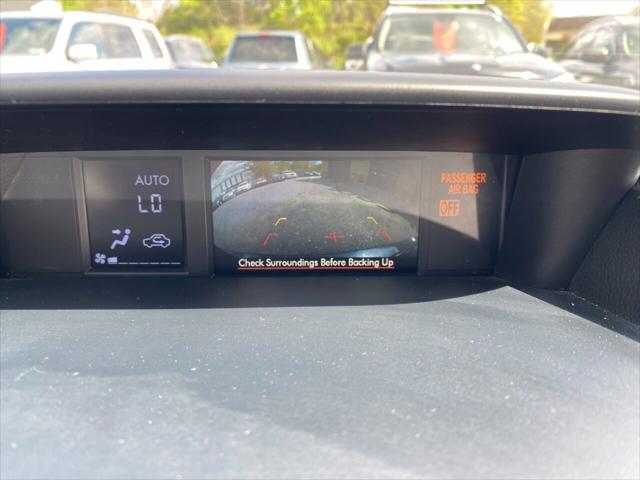 AUTO
LO
Check Surroundings Before Backing Up
PASSENGER
AIR BAG
OFF